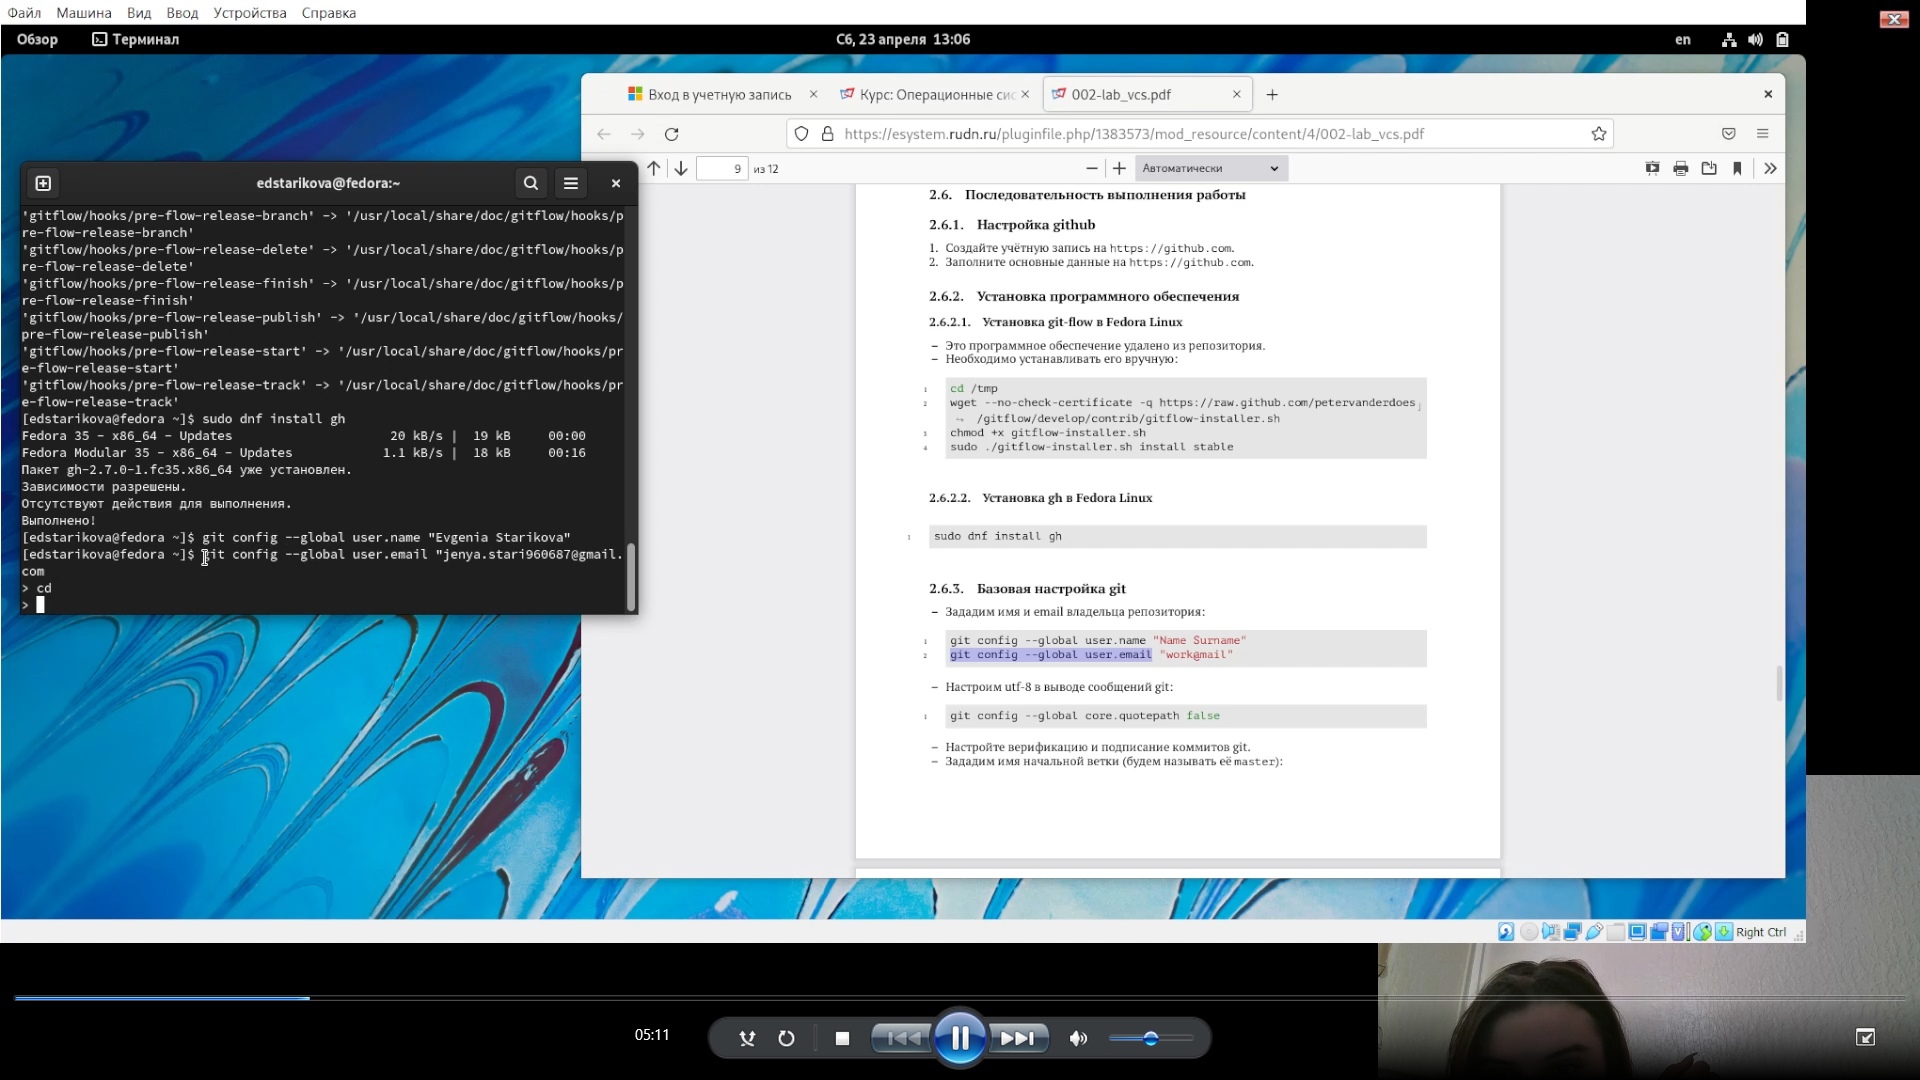 Файл Машина Вид Ввод Устройства Справка
Обзор Терминал Сб, 23 апреля 13:06 en
Вход в учетную запись Курс: Операционные сис 002-lab_vcs.pdf
https://esystem.rudn.ru/pluginfile.php/1383573/mod_resource/content/4/002-lab_vcs.pdf
9 из 12 Автоматически
edstarikova@fedora:~
'gitflow/hooks/pre-flow-release-branch' -> '/usr/local/share/doc/gitflow/hooks/p
re-flow-release-branch'
'gitflow/hooks/pre-flow-release-delete' -> '/usr/local/share/doc/gitflow/hooks/p
re-flow-release-delete'
'gitflow/hooks/pre-flow-release-finish' -> '/usr/local/share/doc/gitflow/hooks/p
re-flow-release-finish'
'gitflow/hooks/pre-flow-release-publish' -> '/usr/local/share/doc/gitflow/hooks/
pre-flow-release-publish'
'gitflow/hooks/pre-flow-release-start' -> '/usr/local/share/doc/gitflow/hooks/pr
e-flow-release-start'
'gitflow/hooks/pre-flow-release-track' -> '/usr/local/share/doc/gitflow/hooks/pr
e-flow-release-track'
[edstarikova@fedora ~]$ sudo dnf install gh
Fedora 35 - x86_64 - Updates 20 kB/s | 19 kB 00:00
Fedora Modular 35 - x86_64 - Updates 1.1 kB/s | 18 kB 00:16
Пакет gh-2.7.0-1.fc35.x86_64 уже установлен.
Зависимости разрешены.
Отсутствуют действия для выполнения.
Выполнено!
[edstarikova@fedora ~]$ git config --global user.name "Evgenia Starikova"
[edstarikova@fedora ~]$ git config --global user.email "jenya.stari960687@gmail.
com
> cd
>
2.6. Последовательность выполнения работы
2.6.1. Настройка github
1. Создайте учётную запись на https://github.com.
2. Заполните основные данные на https://github.com.
2.6.2. Установка программного обеспечения
2.6.2.1. Установка git-flow в Fedora Linux
– Это программное обеспечение удалено из репозитория.
– Необходимо устанавливать его вручную:
1 cd /tmp
2 wget --no-check-certificate -q https://raw.github.com/petervanderdoes
/gitflow/develop/contrib/gitflow-installer.sh
3 chmod +x gitflow-installer.sh
4 sudo ./gitflow-installer.sh install stable
2.6.2.2. Установка gh в Fedora Linux
1 sudo dnf install gh
2.6.3. Базовая настройка git
– Зададим имя и email владельца репозитория:
1 git config --global user.name "Name Surname"
2 git config --global user.email "work@mail"
– Настроим utf-8 в выводе сообщений git:
1 git config --global core.quotepath false
– Настройте верификацию и подписание коммитов git.
– Зададим имя начальной ветки (будем называть её master):
Right Ctrl
05:11